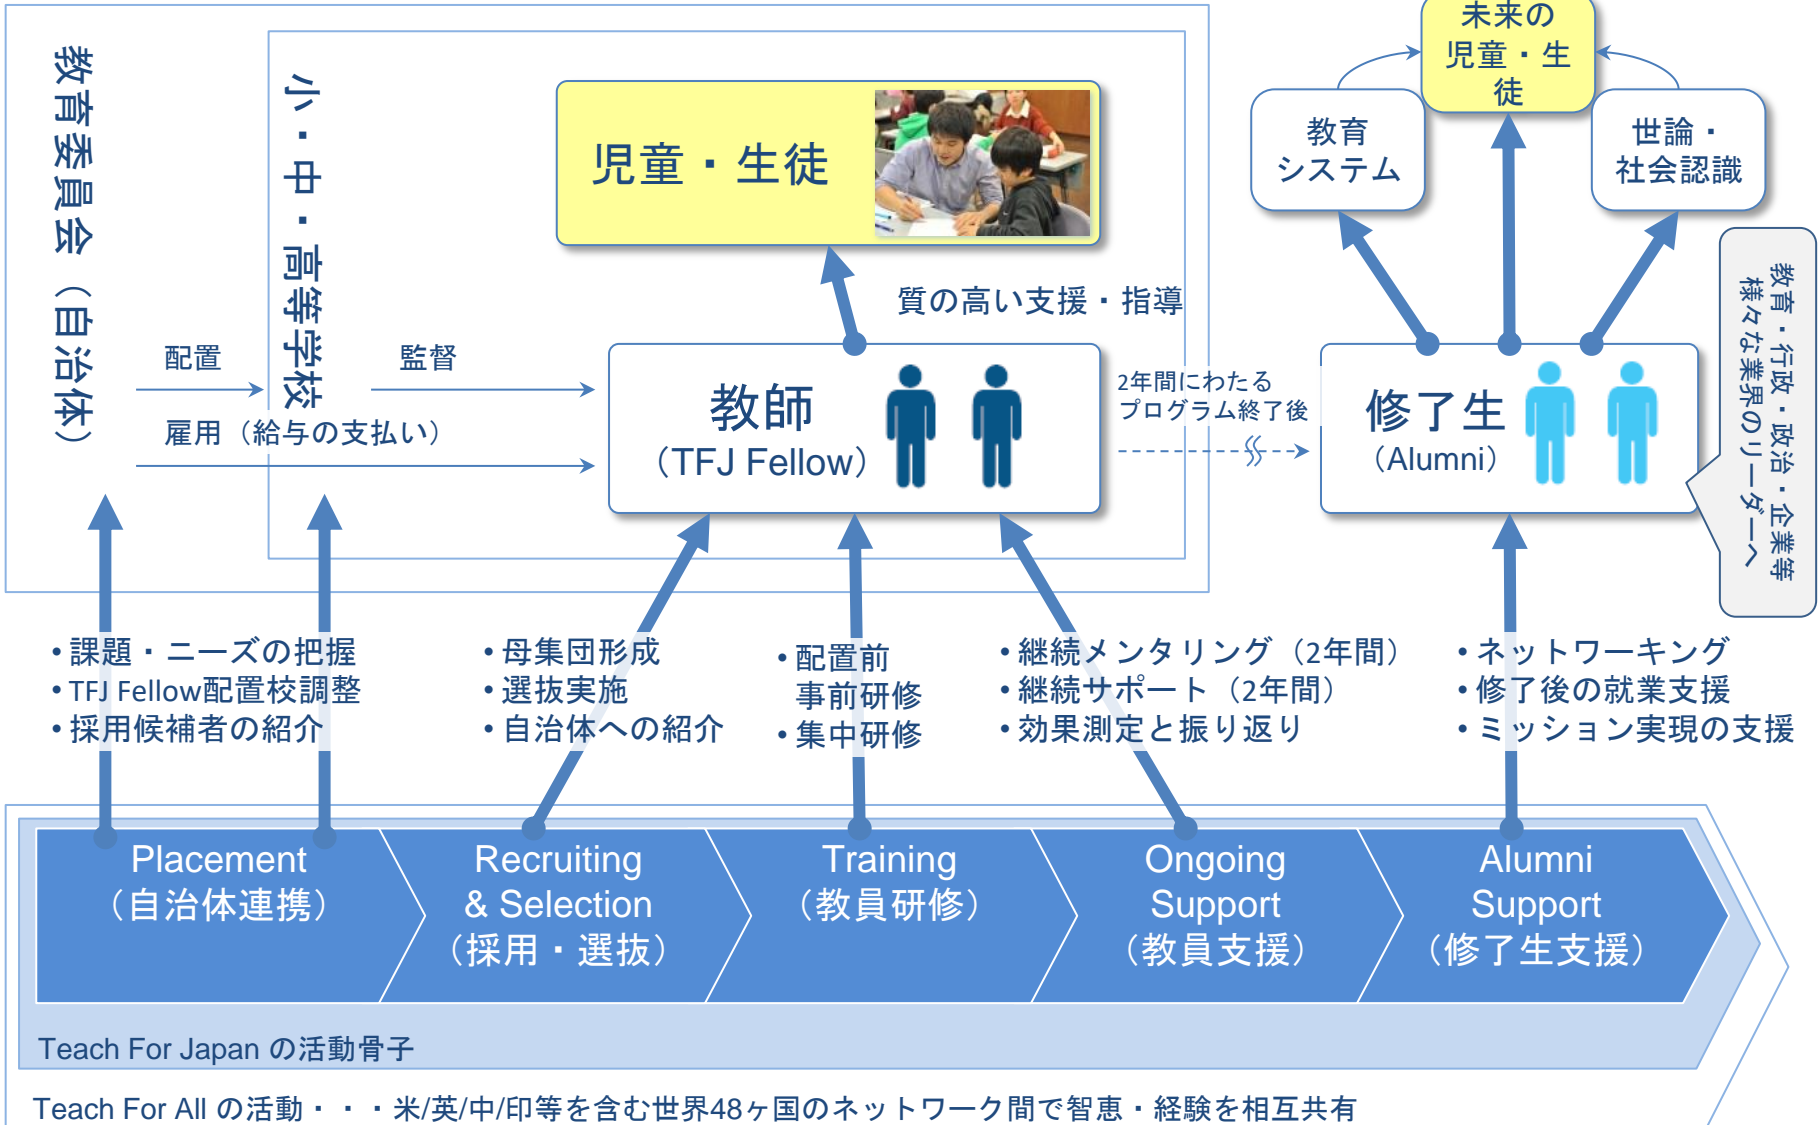 教育委員会（自治体）
小・中・高等学校
児童・生徒
未来の
児童・生
徒
教育
システム
世論・
社会認識
質の高い支援・指導
配置
監督
雇用（給与の支払い）
教師
（TFJ Fellow）
2年間にわたる
プログラム終了後
修了生
（Alumni）
教育・行政・政治・企業等
様々な業界のリーダーへ
•課題・ニーズの把握
•TFJ Fellow配置校調整
•採用候補者の紹介
•母集団形成
•選抜実施
•自治体への紹介
•配置前
事前研修
•集中研修
•継続メンタリング（2年間）
•継続サポート（2年間）
•効果測定と振り返り
•ネットワーキング
•修了後の就業支援
•ミッション実現の支援
Placement
（自治体連携）
Recruiting
& Selection
（採用・選抜）
Training
（教員研修）
Ongoing
Support
（教員支援）
Alumni
Support
（修了生支援）
Teach For Japan の活動骨子
Teach For All の活動・・・米/英/中/印等を含む世界48ヶ国のネットワーク間で智恵・経験を相互共有